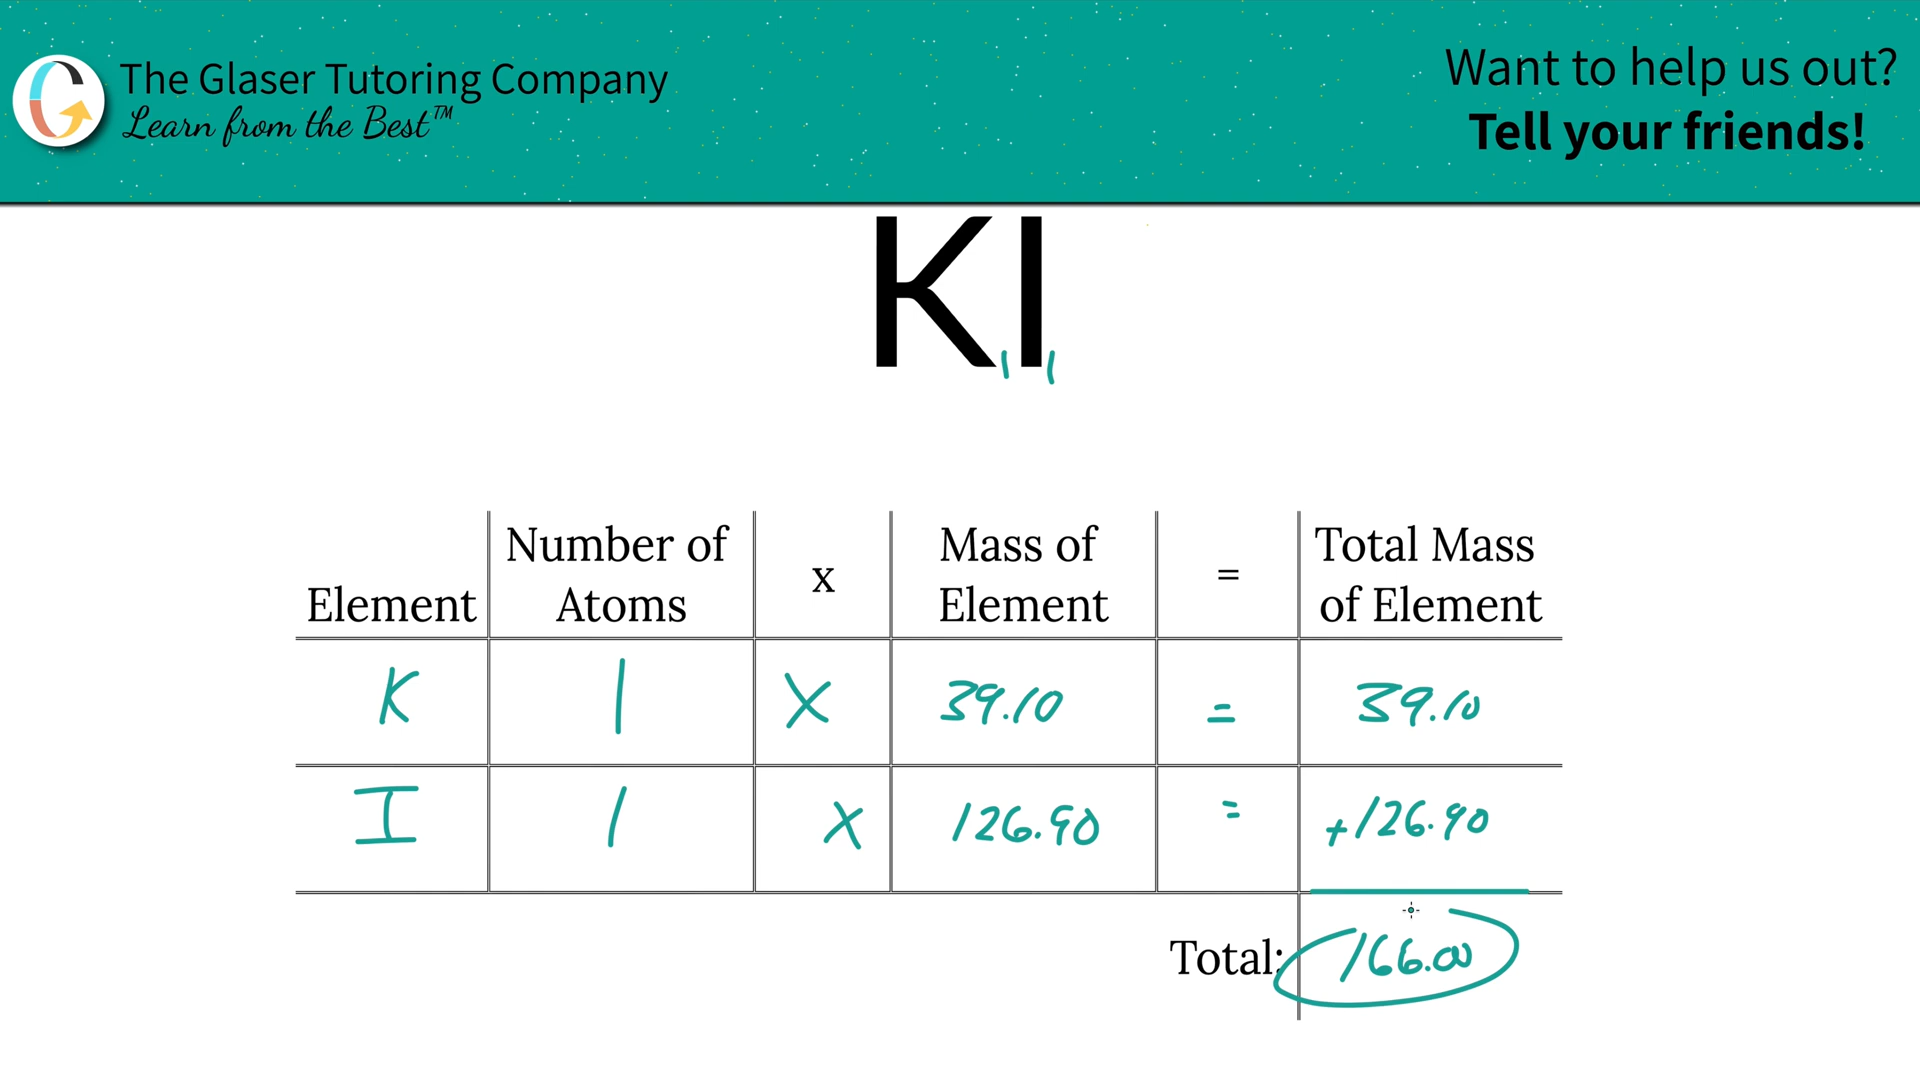 The Glaser Tutoring Company
Learn from the Best™
Want to help us out?
Tell your friends!
KI
1 1
Element Number of Atoms x Mass of Element = Total Mass of Element
K 1 X 39.10 = 39.10
I 1 X 126.90 = +126.90
Total: 166.00